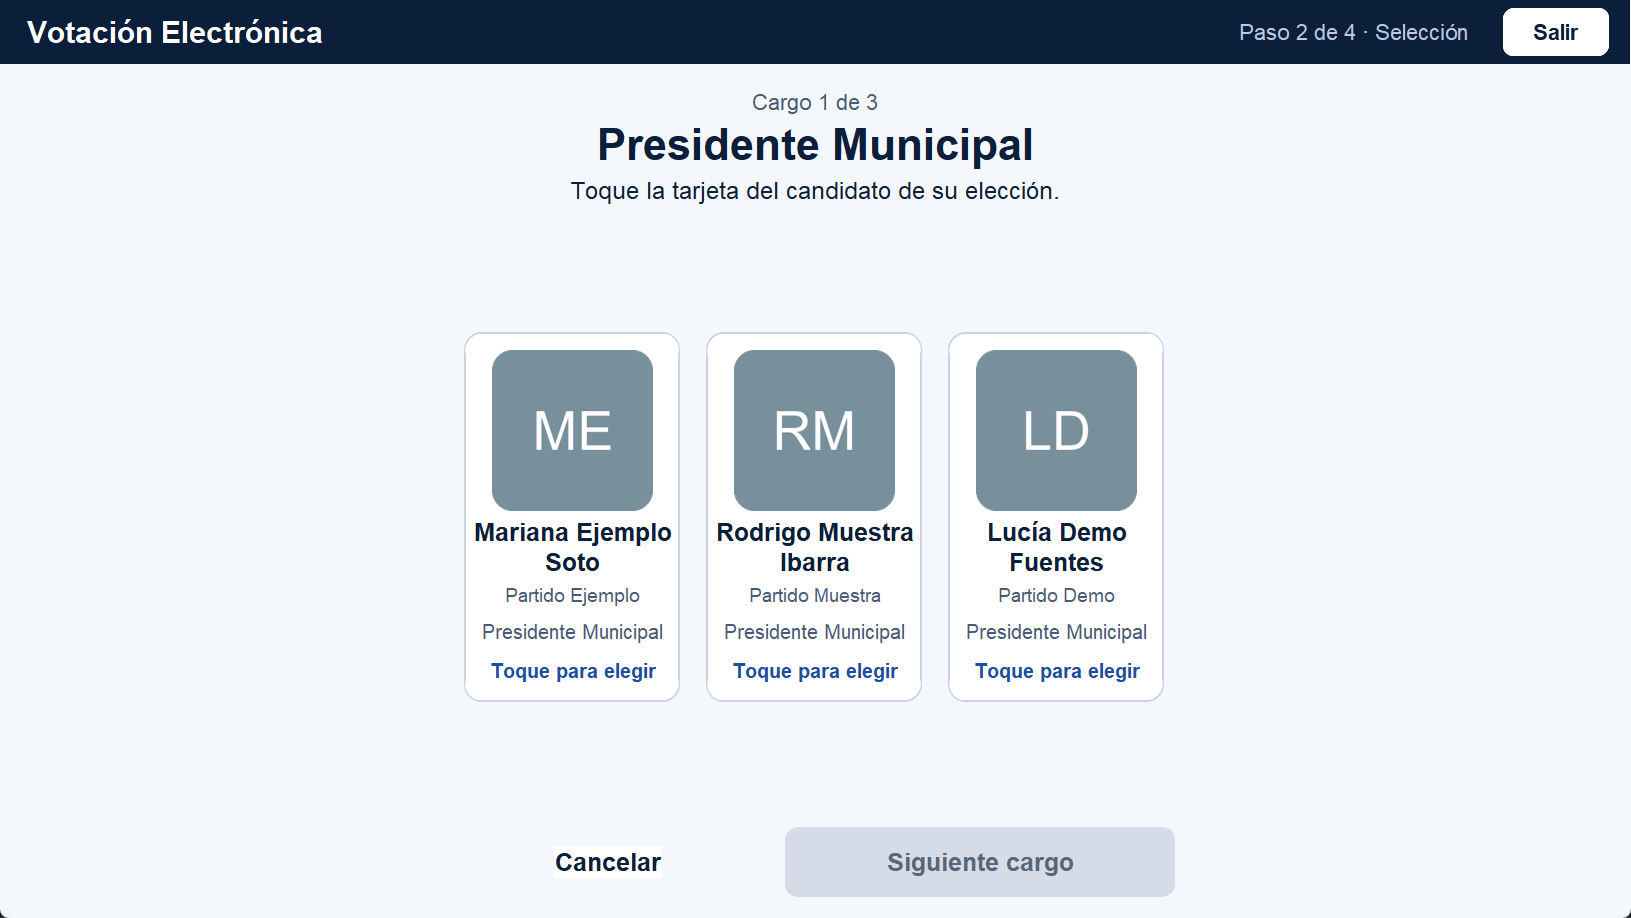 Votación Electrónica
Paso 2 de 4 · Selección
Salir
Cargo 1 de 3
Presidente Municipal
Toque la tarjeta del candidato de su elección.
ME
Mariana Ejemplo
Soto
Partido Ejemplo
Presidente Municipal
Toque para elegir
RM
Rodrigo Muestra
Ibarra
Partido Muestra
Presidente Municipal
Toque para elegir
LD
Lucía Demo
Fuentes
Partido Demo
Presidente Municipal
Toque para elegir
Cancelar
Siguiente cargo